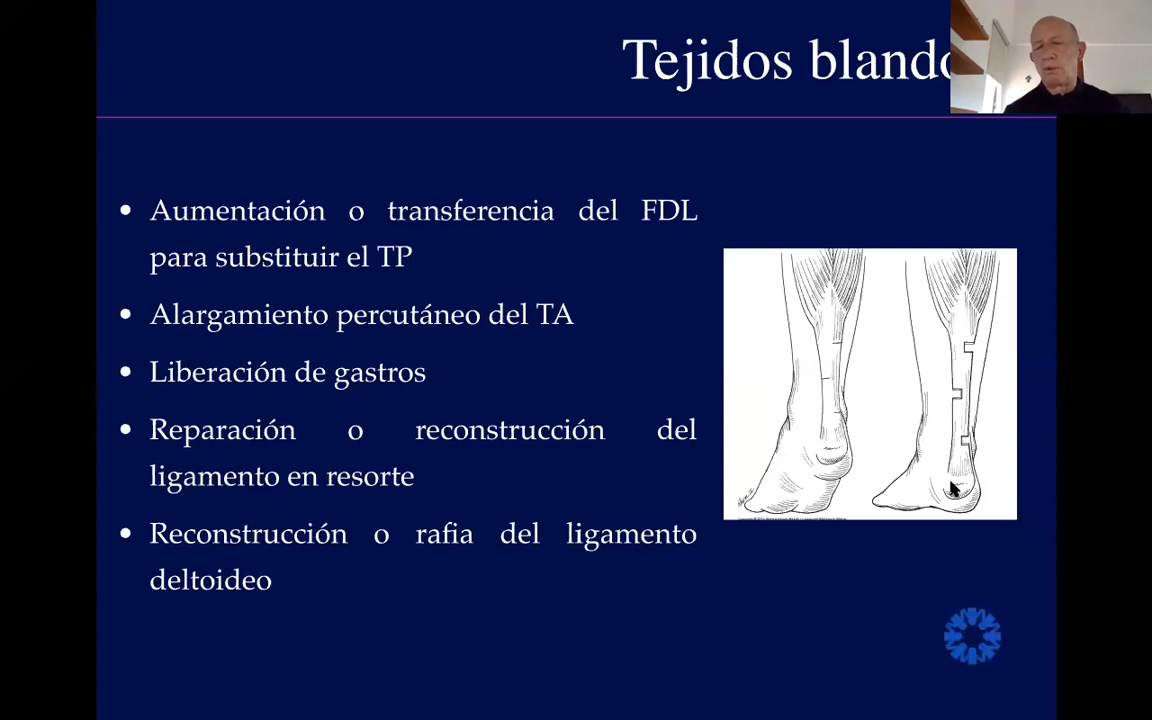 Tejidos blando
• Aumentación o transferencia del FDL
para substituir el TP
• Alargamiento percutáneo del TA
• Liberación de gastros
• Reparación o reconstrucción del
ligamento en resorte
• Reconstrucción o rafia del ligamento
deltoideo